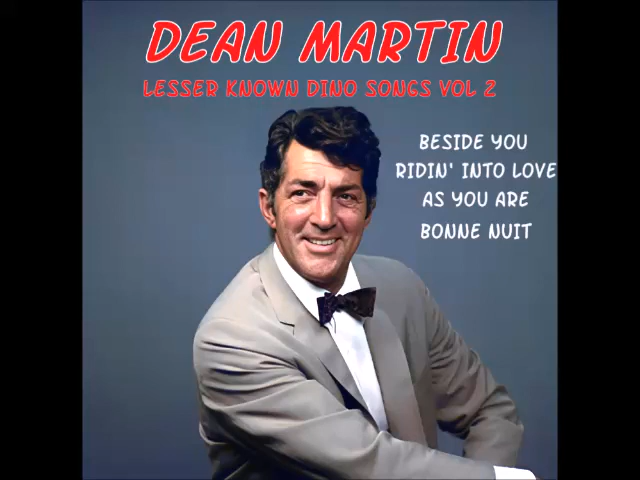 DEAN MARTIN
LESSER KNOWN DINO SONGS VOL 2
BESIDE YOU
RIDIN' INTO LOVE
AS YOU ARE
BONNE NUIT